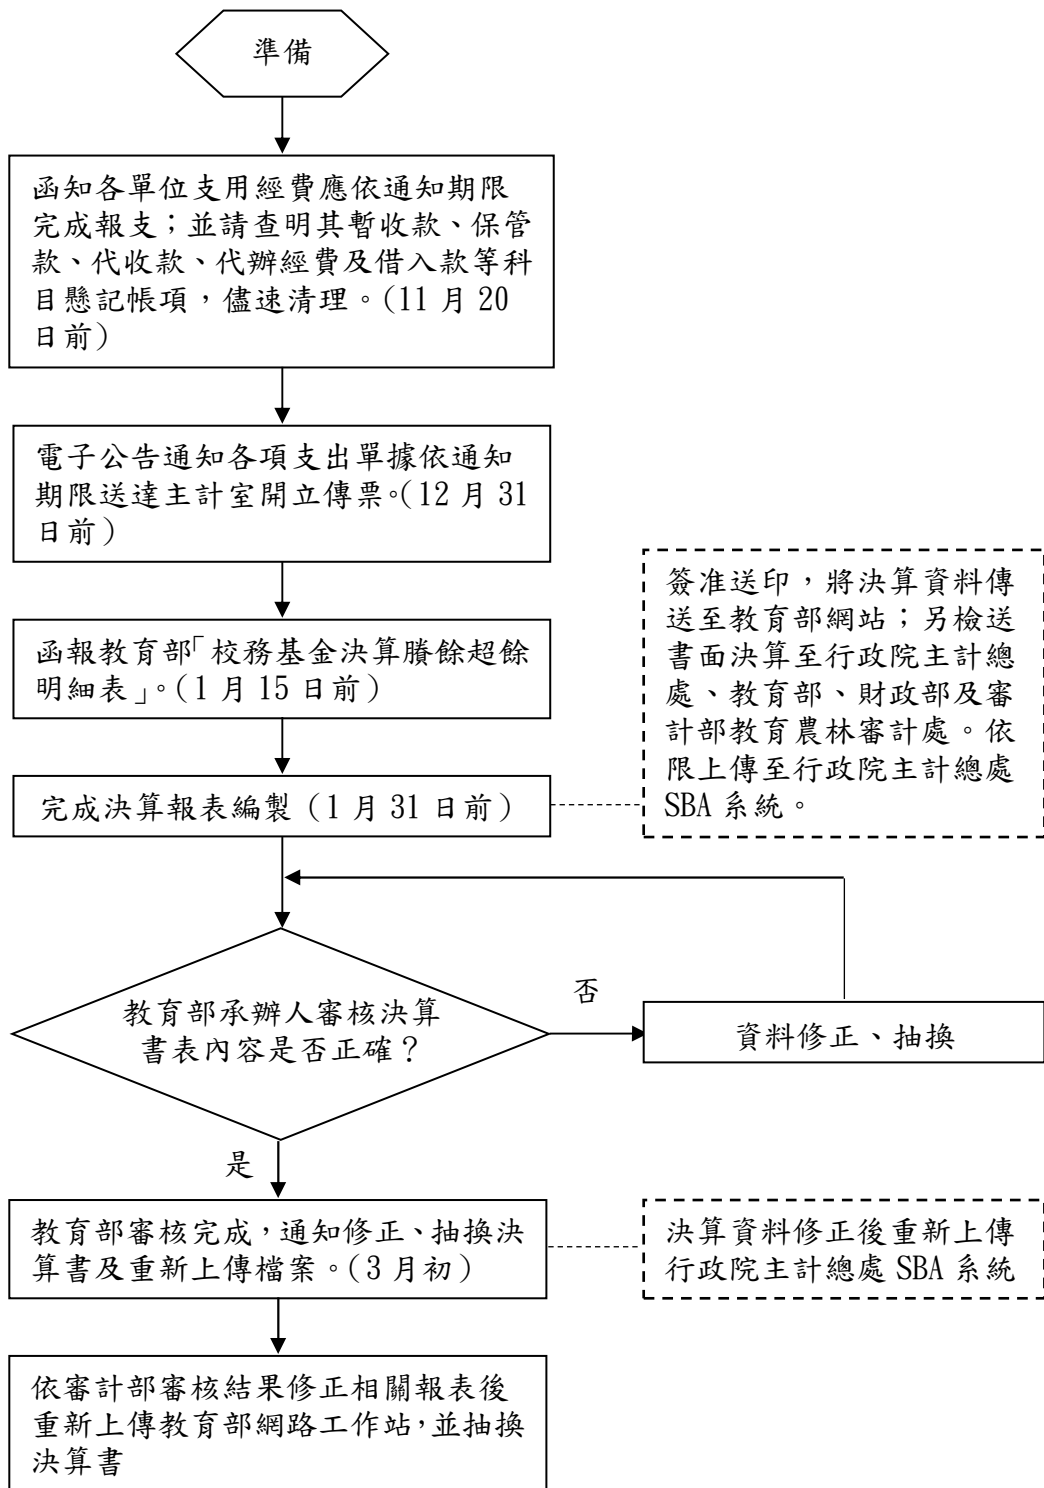 準備
函知各單位支用經費應依通知期限
完成報支；並請查明其暫收款、保管
款、代收款、代辦經費及借入款等科
目懸記帳項，儘速清理。(11 月 20
日前)
電子公告通知各項支出單據依通知
期限送達主計室開立傳票。(12 月 31
日前)
函報教育部「校務基金決算賸餘超餘
明細表」。(1 月 15 日前)
完成決算報表編製 (1 月 31 日前)
簽准送印，將決算資料傳
送至教育部網站；另檢送
書面決算至行政院主計總
處、教育部、財政部及審
計部教育農林審計處。依
限上傳至行政院主計總處
SBA 系統。
教育部承辦人審核決算
書表內容是否正確？
否
資料修正、抽換
是
教育部審核完成，通知修正、抽換決
算書及重新上傳檔案。(3 月初)
決算資料修正後重新上傳
行政院主計總處 SBA 系統
依審計部審核結果修正相關報表後
重新上傳教育部網路工作站，並抽換
決算書